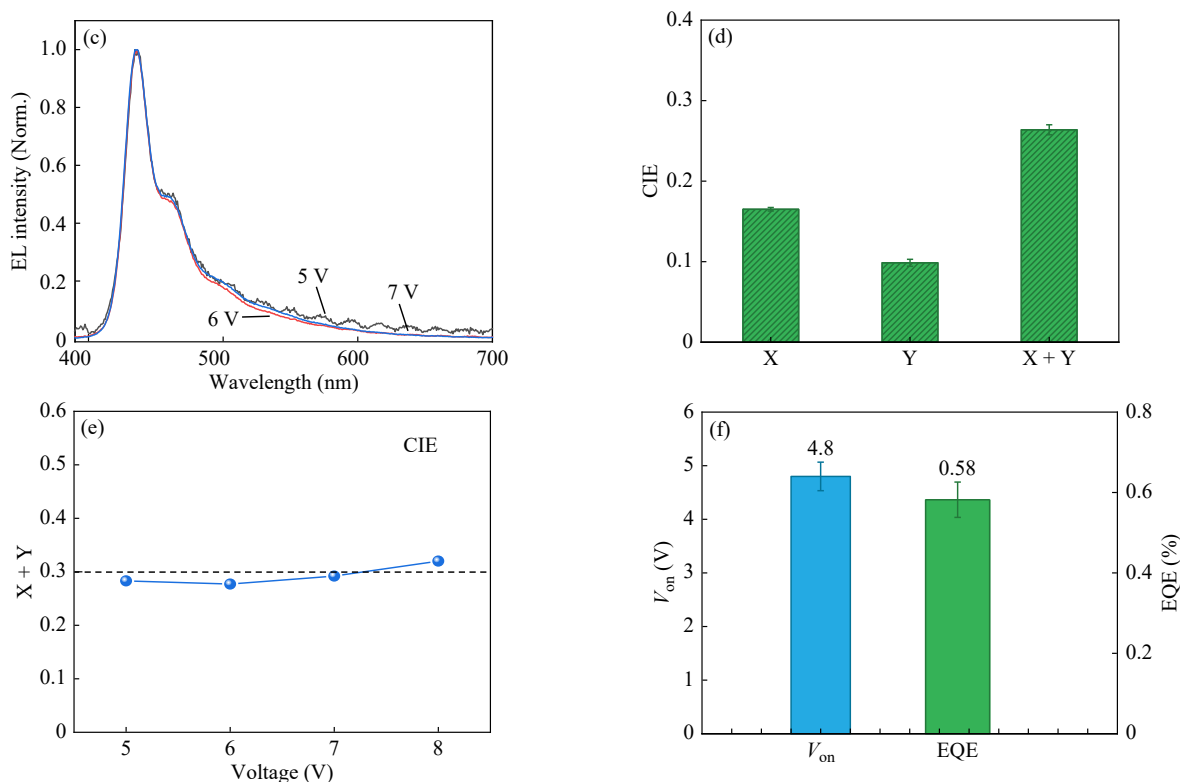 (c)
EL intensity (Norm.)
1.0
0.8
0.6
0.4
0.2
0
5 V
7 V
6 V
400
500
600
700
Wavelength (nm)
(d)
CIE
0.4
0.3
0.2
0.1
0
X
Y
X + Y
(e)
CIE
X + Y
0.6
0.5
0.4
0.3
0.2
0.1
0
5
6
7
8
Voltage (V)
(f)
4.8
0.58
Von (V)
6
5
4
3
2
1
0
EQE (%)
0.8
0.6
0.4
0.2
0
Von
EQE